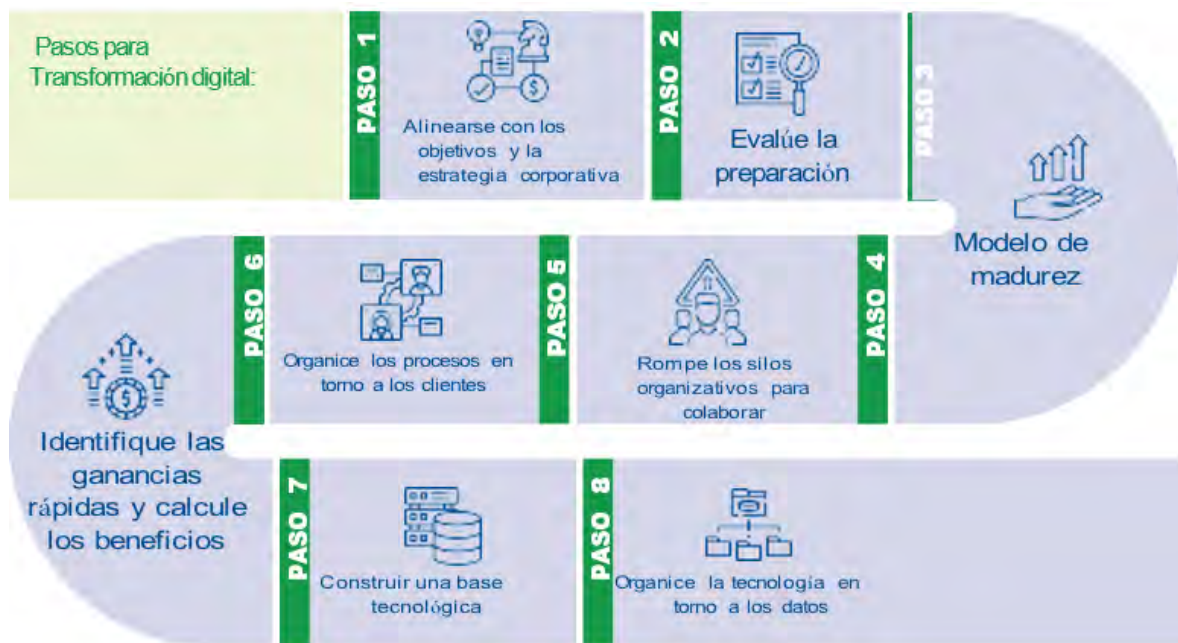 Pasos para
Transformación digital:
PASO 1
Alinearse con los
objetivos y la
estrategia corporativa
PASO 2
Evalúe la
preparación
PASO 3
Modelo de
madurez
PASO 4
Rompe los silos
organizativos para
colaborar
PASO 5
Organice los procesos en
torno a los clientes
PASO 6
Identifique las
ganancias
rápidas y calcule
los beneficios
PASO 7
Construir una base
tecnológica
PASO 8
Organice la tecnología en
torno a los datos